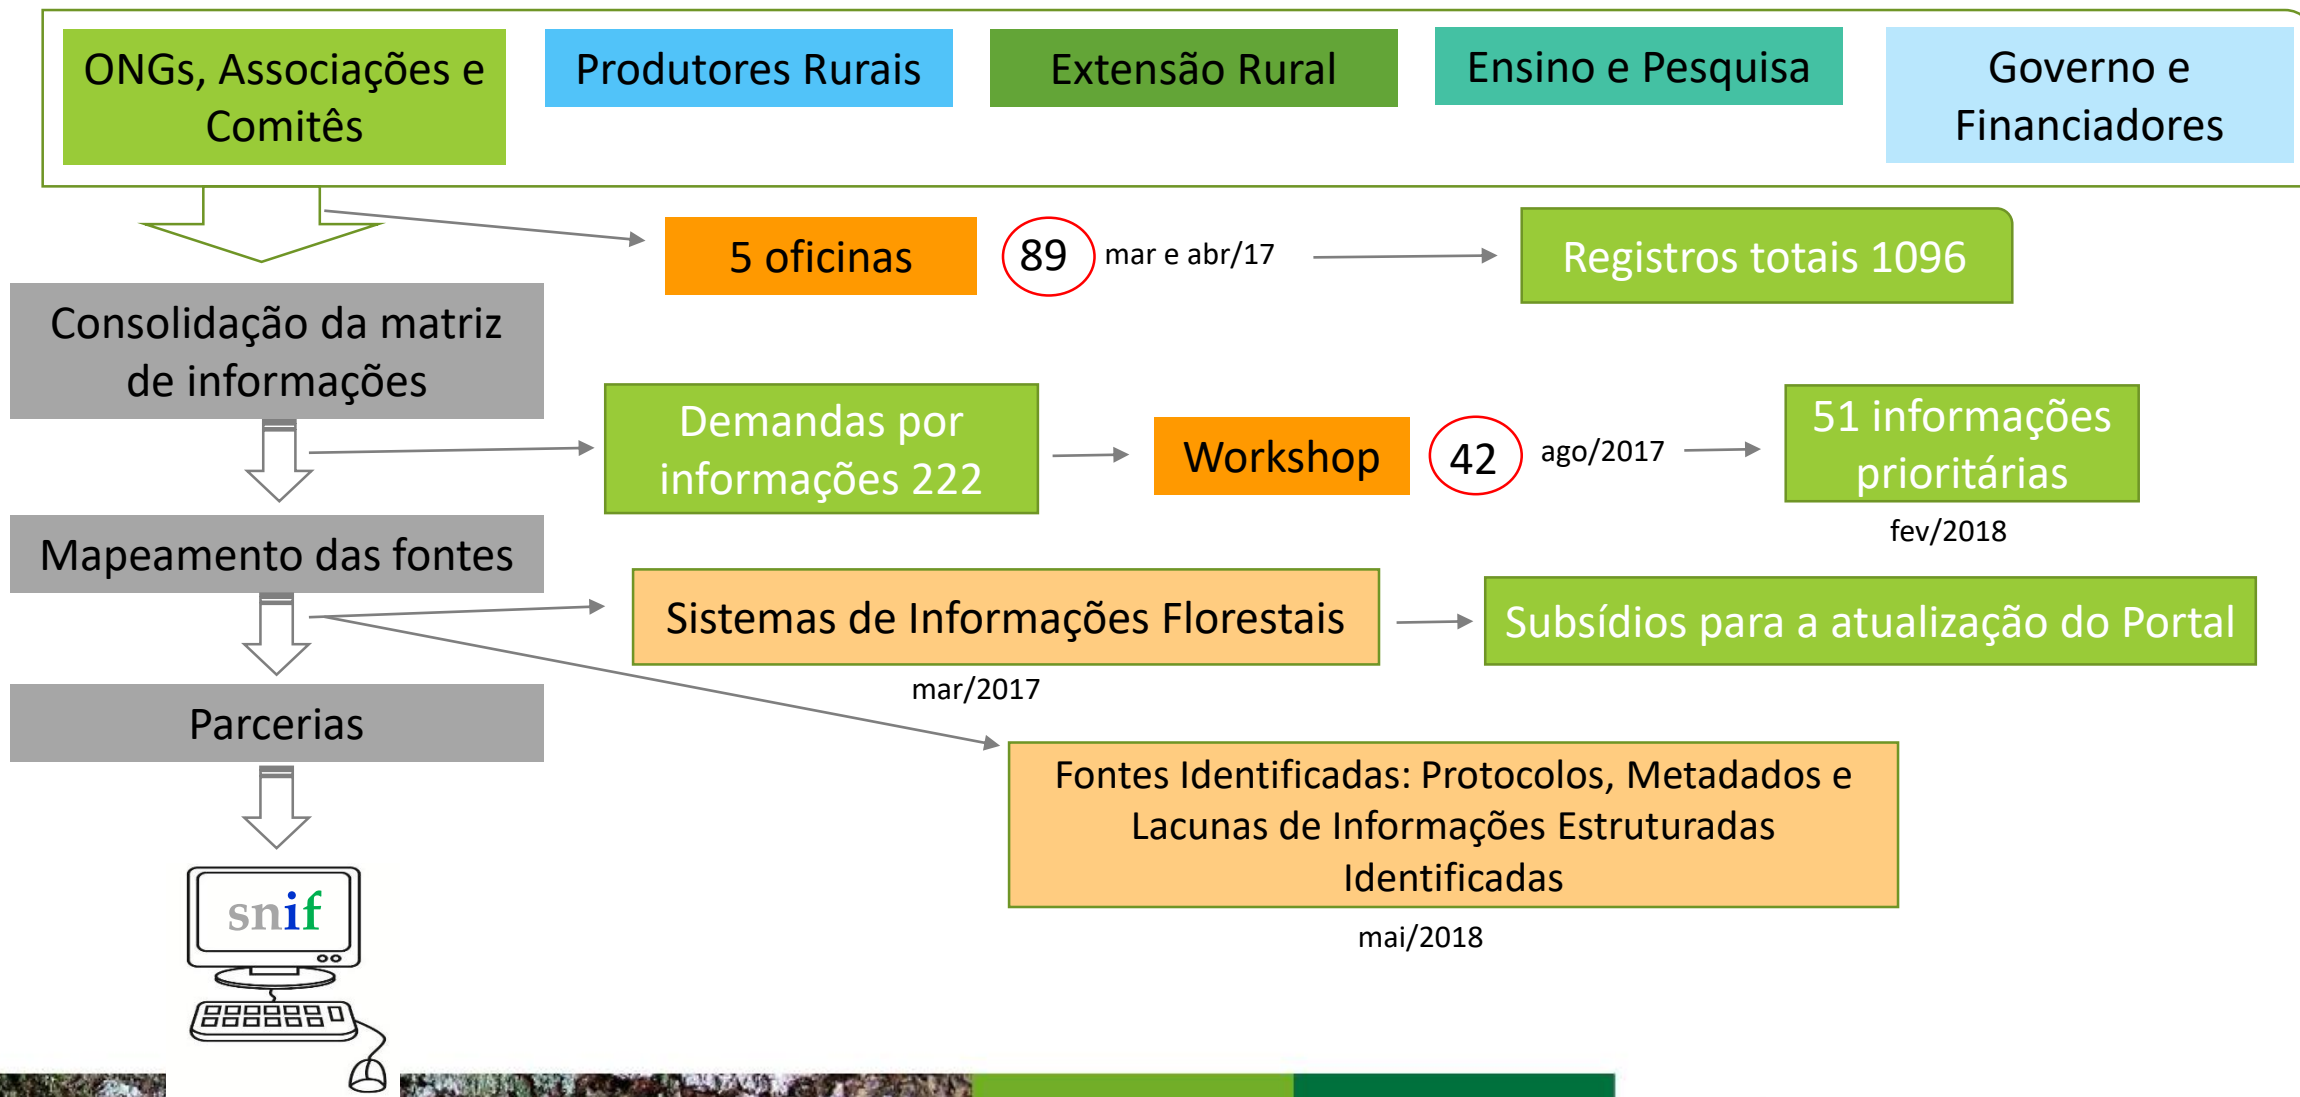 ONGs, Associações e
Comitês
Produtores Rurais
Extensão Rural
Ensino e Pesquisa
Governo e
Financiadores
5 oficinas
89
mar e abr/17
Registros totais 1096
Consolidação da matriz
de informações
Demandas por
informações 222
Workshop
42
ago/2017
51 informações
prioritárias
fev/2018
Mapeamento das fontes
Sistemas de Informações Florestais
mar/2017
Subsídios para a atualização do Portal
Parcerias
Fontes Identificadas: Protocolos, Metadados e
Lacunas de Informações Estruturadas
Identificadas
mai/2018
snif